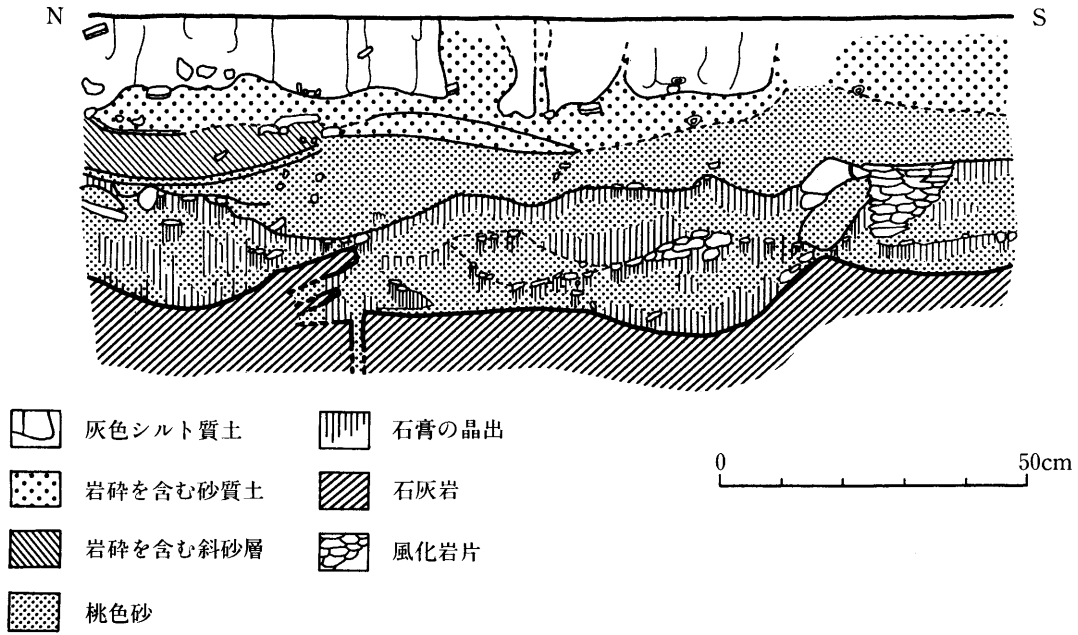 N S
灰色シルト質土
岩砕を含む砂質土
岩砕を含む斜砂層
桃色砂
石膏の晶出
石灰岩
風化岩片
0 50cm